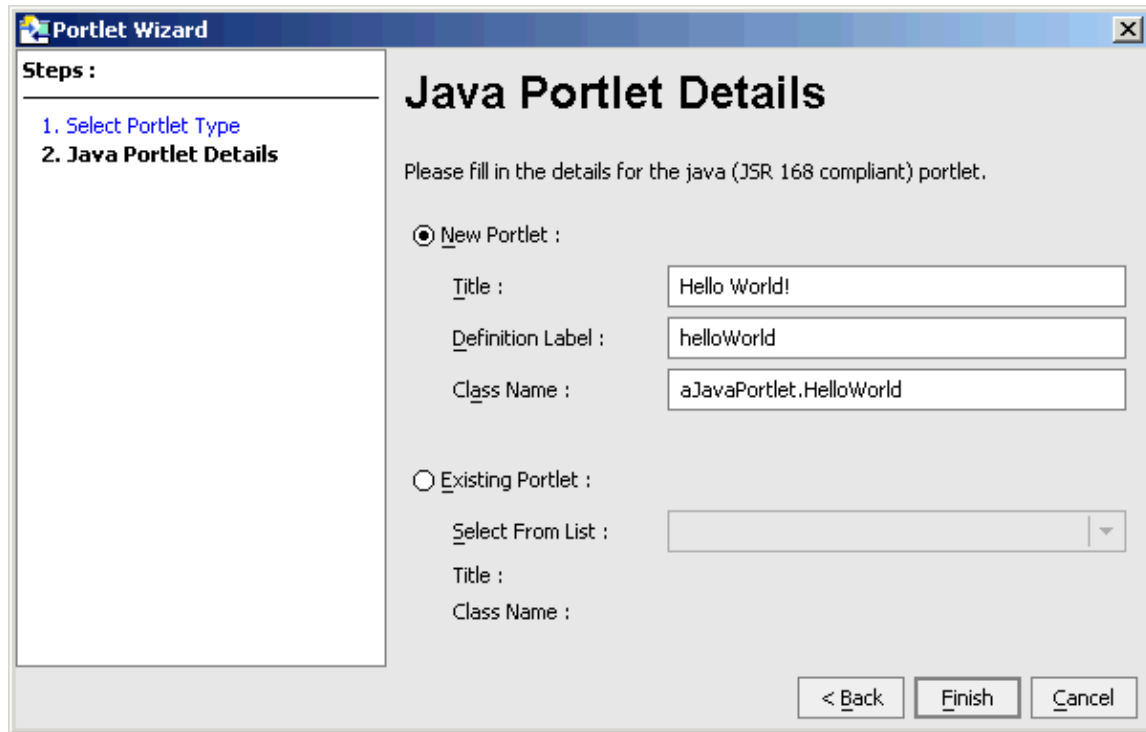 Portlet Wizard
Steps :
1. Select Portlet Type
2. Java Portlet Details
Java Portlet Details
Please fill in the details for the java (JSR 168 compliant) portlet.
New Portlet :
Title : Hello World!
Definition Label : helloWorld
Class Name : aJavaPortlet.HelloWorld
Existing Portlet :
Select From List :
Title :
Class Name :
< Back Finish Cancel